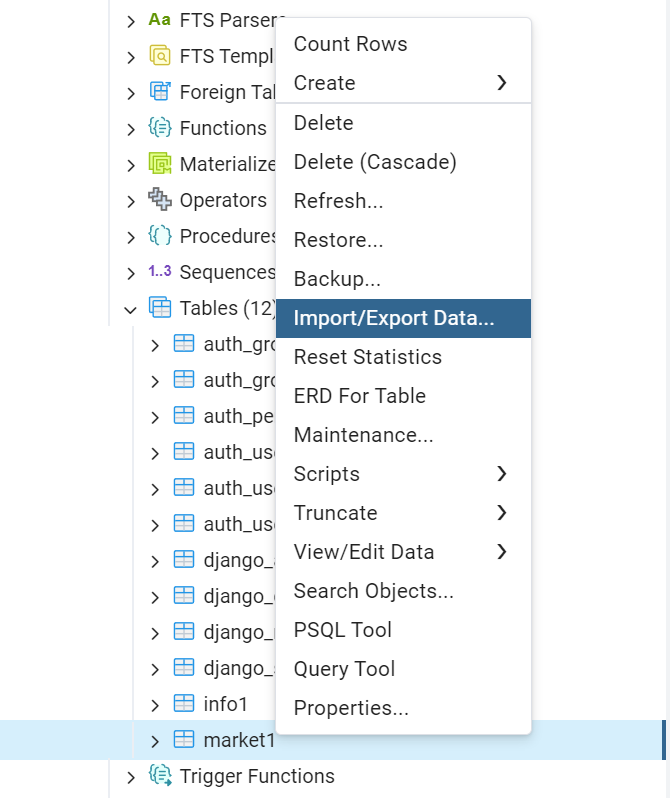 Aa FTS Parsers
FTS Templ
Foreign Tal
Functions
Materialize
Operators
Procedures
1..3 Sequences
Tables (12)
auth_gro
auth_gro
auth_pe
auth_use
auth_use
auth_use
django_
django_
django_
django_
info1
market1
Trigger Functions
Count Rows
Create
Delete
Delete (Cascade)
Refresh...
Restore...
Backup...
Import/Export Data...
Reset Statistics
ERD For Table
Maintenance...
Scripts
Truncate
View/Edit Data
Search Objects...
PSQL Tool
Query Tool
Properties...